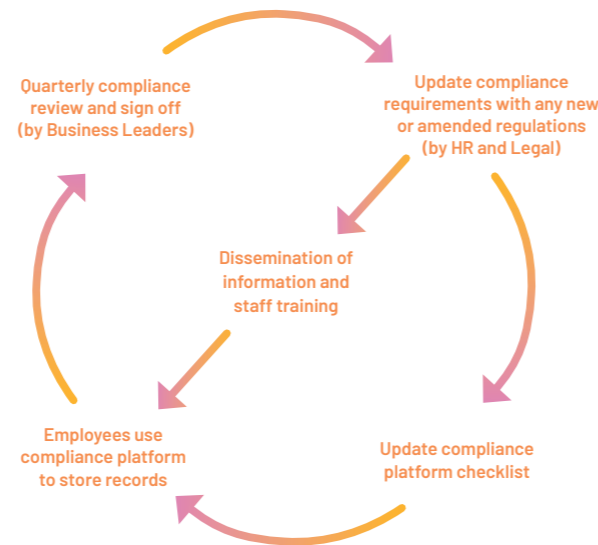 Quarterly compliance
review and sign off
(by Business Leaders)
Update compliance
requirements with any new
or amended regulations
(by HR and Legal)
Dissemination of
information and
staff training
Employees use
compliance platform
to store records
Update compliance
platform checklist